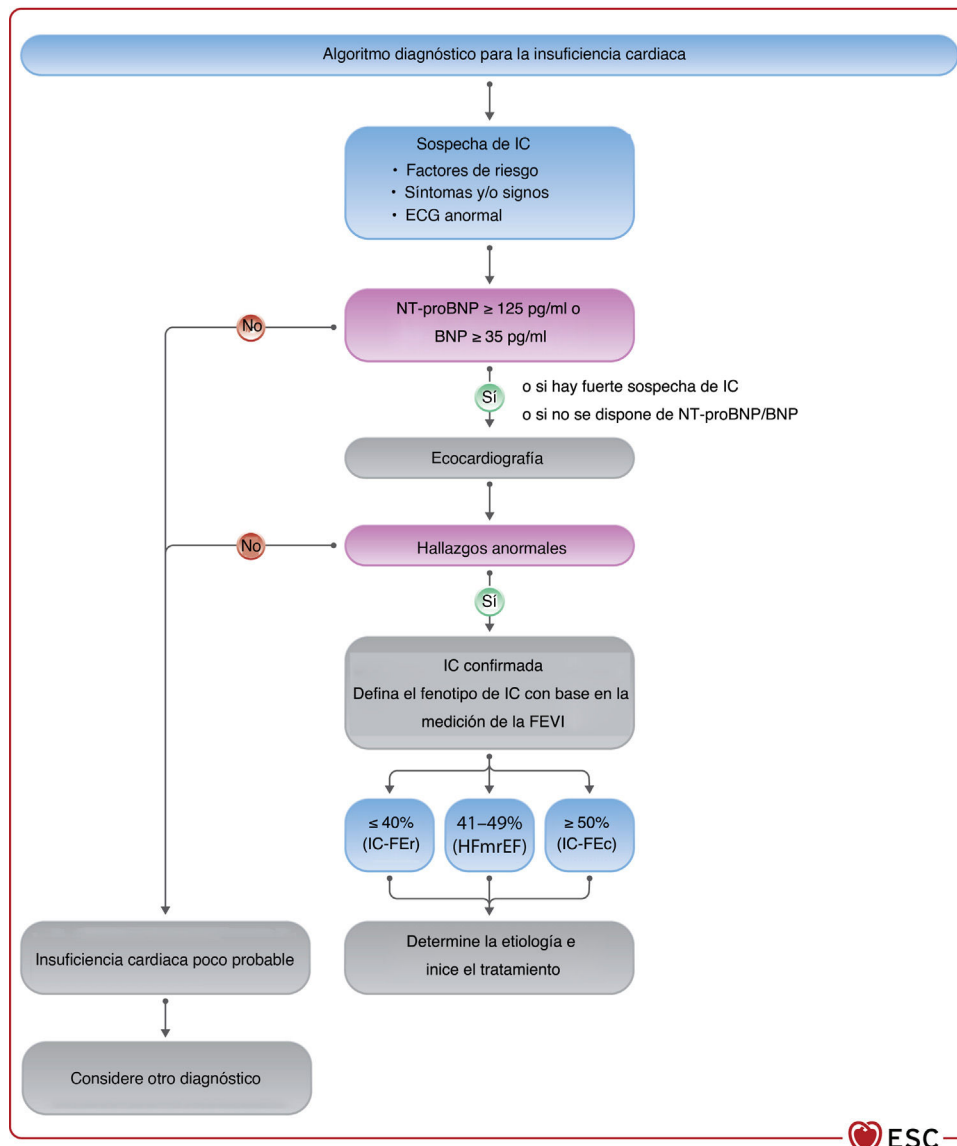 Algoritmo diagnóstico para la insuficiencia cardiaca
Sospecha de IC
• Factores de riesgo
• Síntomas y/o signos
• ECG anormal
NT-proBNP ≥ 125 pg/ml o
BNP ≥ 35 pg/ml
No
Sí
o si hay fuerte sospecha de IC
o si no se dispone de NT-proBNP/BNP
Ecocardiografía
Hallazgos anormales
No
Sí
IC confirmada
Defina el fenotipo de IC con base en la
medición de la FEVI
≤ 40%
(IC-FEr)
41–49%
(HFmrEF)
≥ 50%
(IC-FEc)
Determine la etiología e
inice el tratamiento
Insuficiencia cardiaca poco probable
Considere otro diagnóstico
ESC